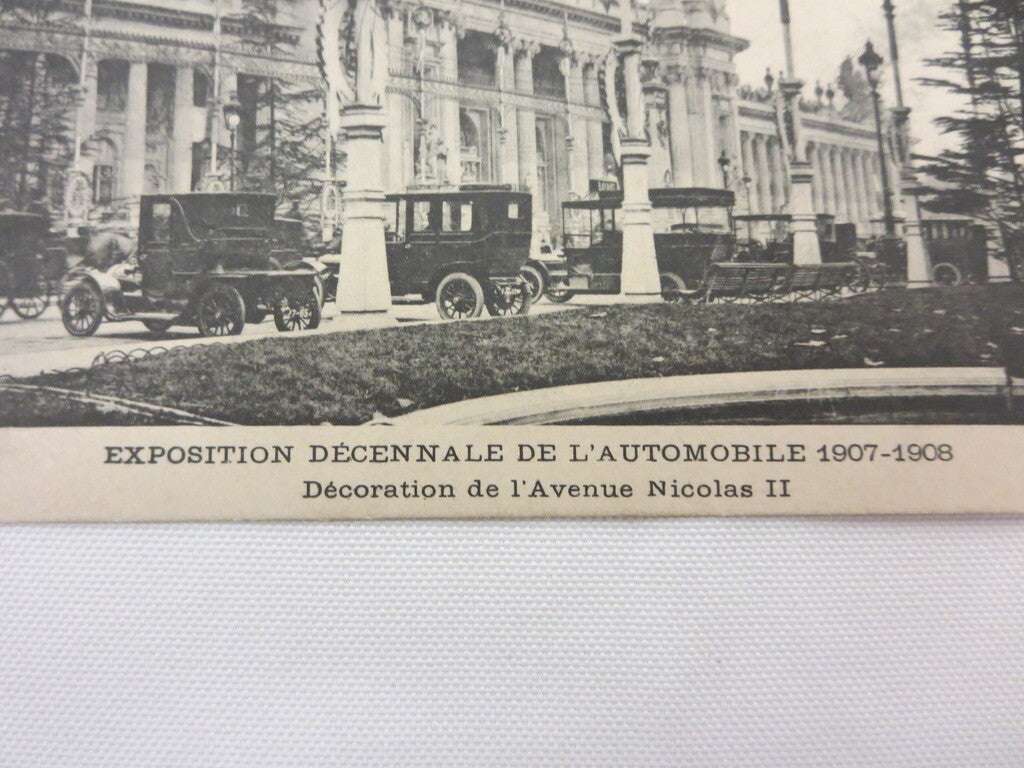 EXPOSITION DÉCENNALE DE L'AUTOMOBILE 1907-1908
Décoration de l'Avenue Nicolas II